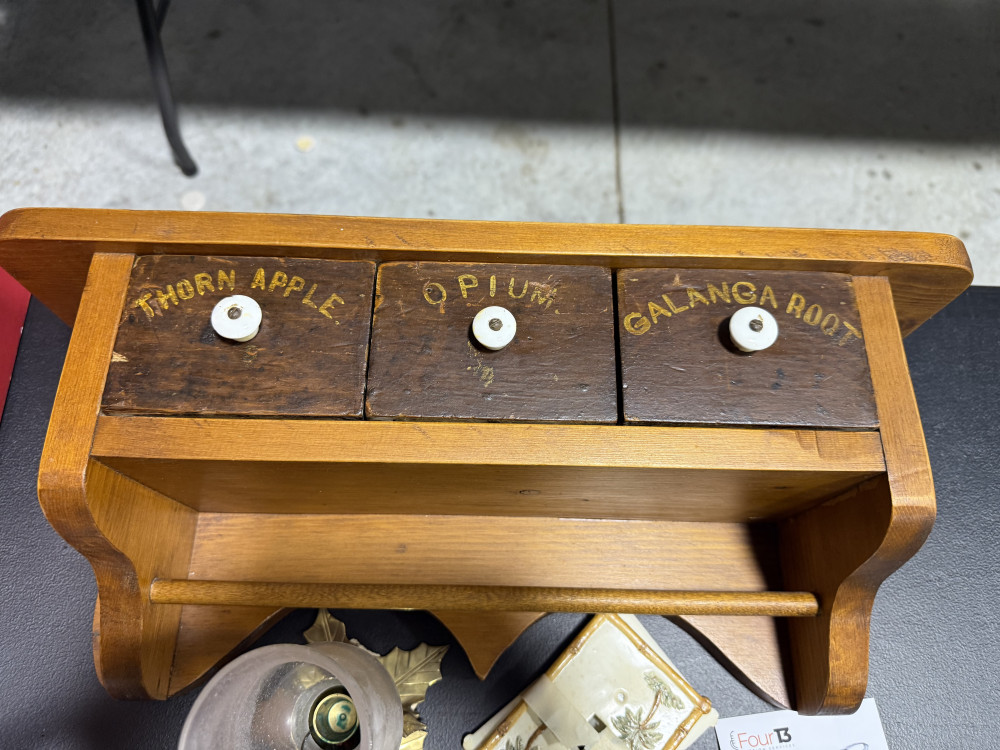 THORN APPLE.
OPIUM.
GALANGA ROOT
Four13